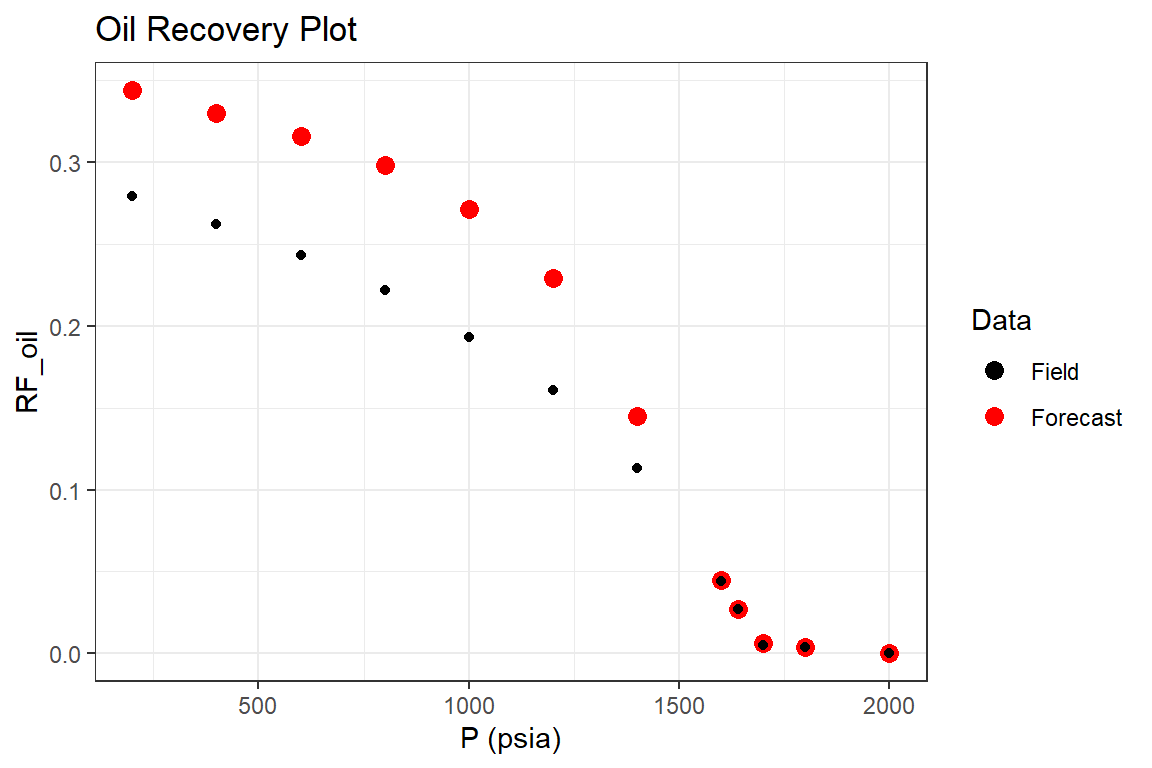 Oil Recovery Plot
0.3
0.2
0.1
0.0
RF_oil
500 1000 1500 2000
P (psia)
Data
Field
Forecast